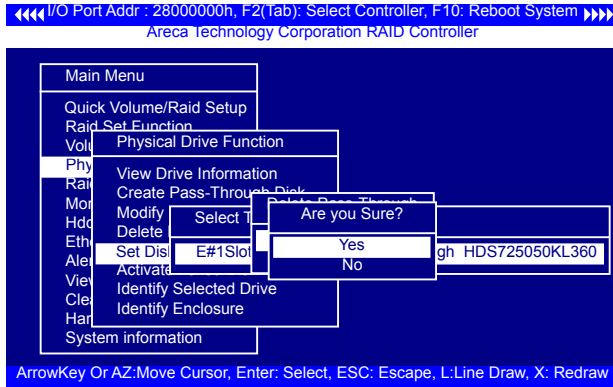 I/O Port Addr : 28000000h, F2(Tab): Select Controller, F10: Reboot System
Areca Technology Corporation RAID Controller
Main Menu
Quick Volume/Raid Setup
Raid Set Function
Physical Drive Function
View Drive Information
Create Pass-Through Disk
Delete Pass-Through
Modify
Select
Are you Sure?
Delete
Yes
Set
E#1Slot
HDS725050KL360
No
Identify Selected Drive
Identify Enclosure
System information
ArrowKey Or AZ:Move Cursor, Enter: Select, ESC: Escape, L:Line Draw, X: Redraw